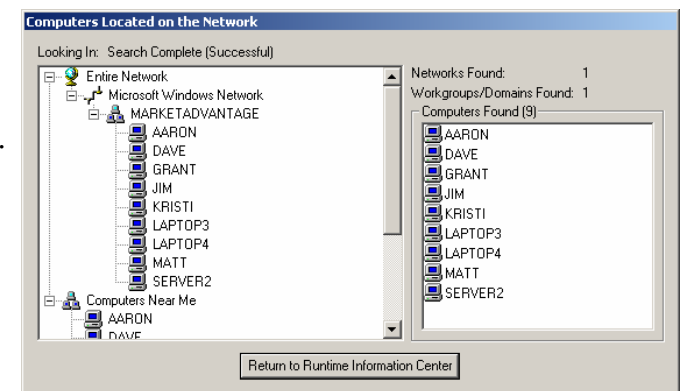 Computers Located on the Network
Looking In: Search Complete (Successful)
Entire Network
Microsoft Windows Network
MARKETADVANTAGE
AARON
DAVE
GRANT
JIM
KRISTI
LAPTOP3
LAPTOP4
MATT
SERVER2
Computers Near Me
AARON
DAVE
Networks Found: 1
Workgroups/Domains Found: 1
Computers Found (9)
AARON
DAVE
GRANT
JIM
KRISTI
LAPTOP3
LAPTOP4
MATT
SERVER2
Return to Runtime Information Center